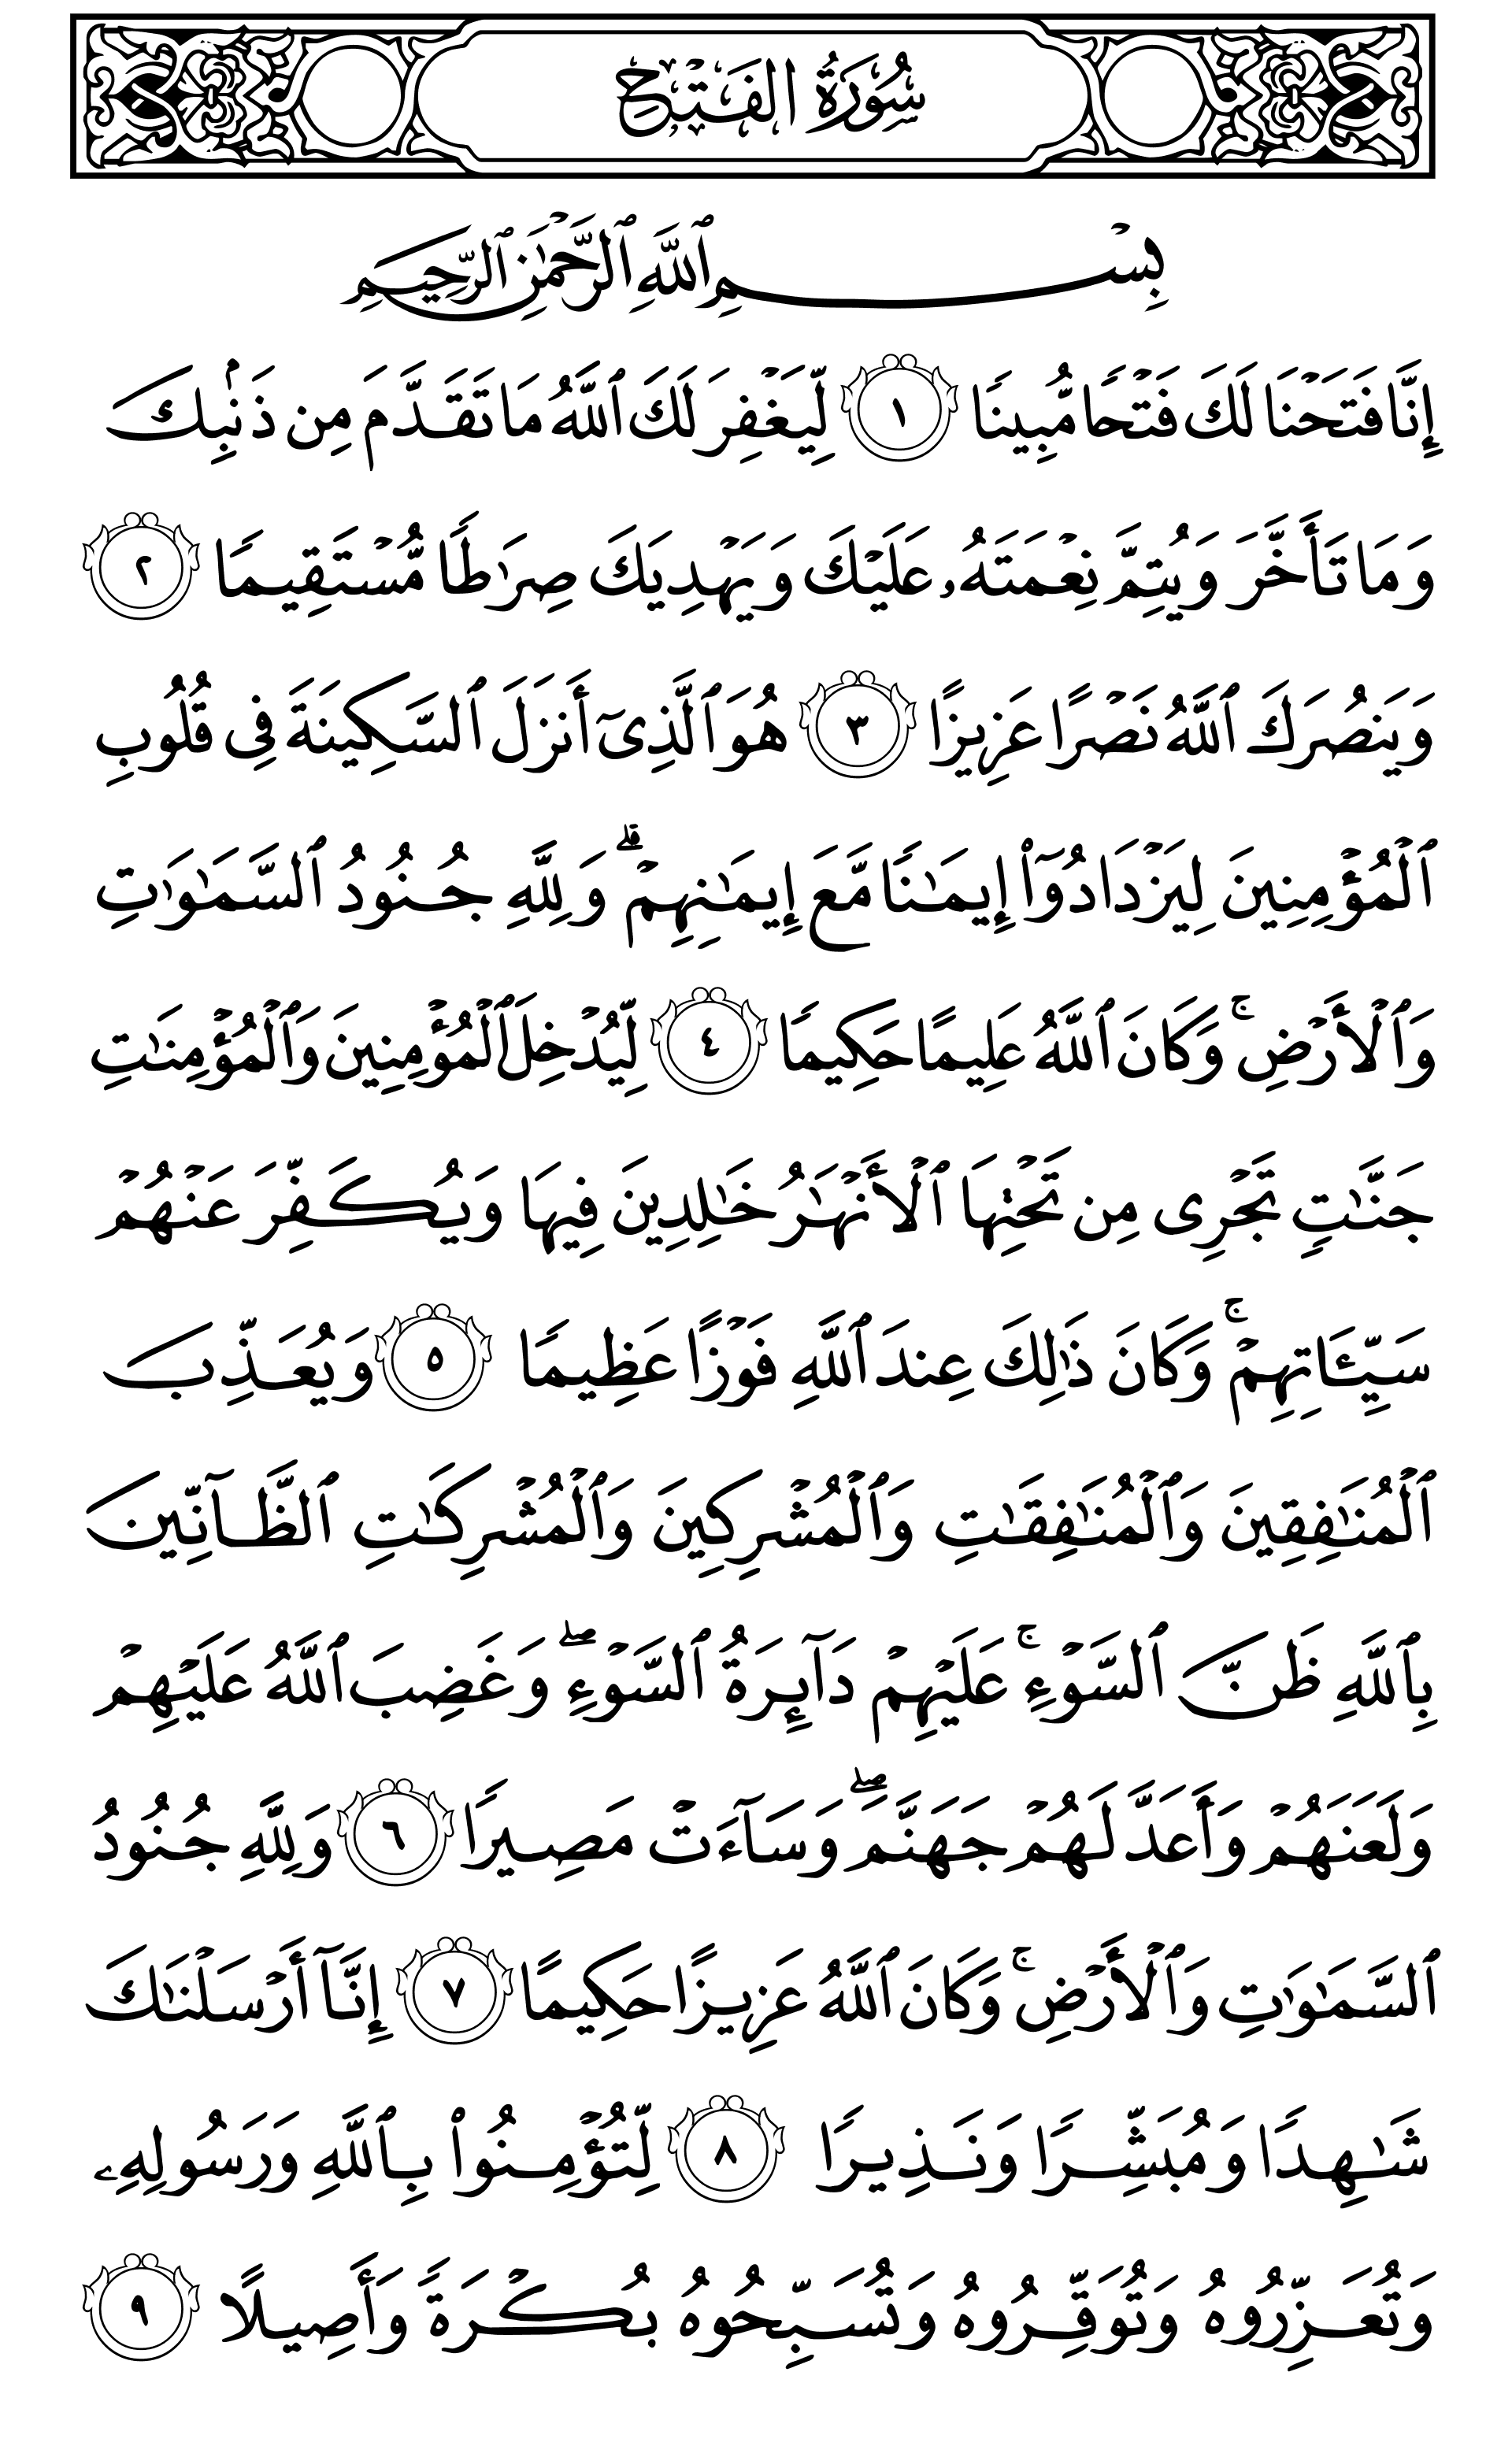 سُورَةُ الفَتْحِ
بِسْمِ ٱللَّهِ ٱلرَّحْمَٰنِ ٱلرَّحِيمِ
إِنَّا فَتَحْنَا لَكَ فَتْحًا مُّبِينًا ١ لِّيَغْفِرَ لَكَ ٱللَّهُ مَا تَقَدَّمَ مِن ذَنۢبِكَ
وَمَا تَأَخَّرَ وَيُتِمَّ نِعْمَتَهُۥ عَلَيْكَ وَيَهْدِيَكَ صِرَٰطًا مُّسْتَقِيمًا ٢
وَيَنصُرَكَ ٱللَّهُ نَصْرًا عَزِيزًا ٣ هُوَ ٱلَّذِىٓ أَنزَلَ ٱلسَّكِينَةَ فِى قُلُوبِ
ٱلْمُؤْمِنِينَ لِيَزْدَادُوٓا۟ إِيمَٰنًا مَّعَ إِيمَٰنِهِمْ ۗ وَلِلَّهِ جُنُودُ ٱلسَّمَٰوَٰتِ
وَٱلْأَرْضِ ۚ وَكَانَ ٱللَّهُ عَلِيمًا حَكِيمًا ٤ لِّيُدْخِلَ ٱلْمُؤْمِنِينَ وَٱلْمُؤْمِنَٰتِ
جَنَّٰتٍ تَجْرِى مِن تَحْتِهَا ٱلْأَنْهَٰرُ خَٰلِدِينَ فِيهَا وَيُكَفِّرَ عَنْهُمْ
سَيِّـَٔاتِهِمْ ۚ وَكَانَ ذَٰلِكَ عِندَ ٱللَّهِ فَوْزًا عَظِيمًا ٥ وَيُعَذِّبَ
ٱلْمُنَٰفِقِينَ وَٱلْمُنَٰفِقَٰتِ وَٱلْمُشْرِكِينَ وَٱلْمُشْرِكَٰتِ ٱلظَّآنِّينَ
بِٱللَّهِ ظَنَّ ٱلسَّوْءِ ۚ عَلَيْهِمْ دَآئِرَةُ ٱلسَّوْءِ ۖ وَغَضِبَ ٱللَّهُ عَلَيْهِمْ
وَلَعَنَهُمْ وَأَعَدَّ لَهُمْ جَهَنَّمَ ۖ وَسَآءَتْ مَصِيرًا ٦ وَلِلَّهِ جُنُودُ
ٱلسَّمَٰوَٰتِ وَٱلْأَرْضِ ۚ وَكَانَ ٱللَّهُ عَزِيزًا حَكِيمًا ٧ إِنَّآ أَرْسَلْنَٰكَ
شَٰهِدًا وَمُبَشِّرًا وَنَذِيرًا ٨ لِّتُؤْمِنُوا۟ بِٱللَّهِ وَرَسُولِهِۦ
وَتُعَزِّرُوهُ وَتُوَقِّرُوهُ وَتُسَبِّحُوهُ بُكْرَةً وَأَصِيلًا ٩